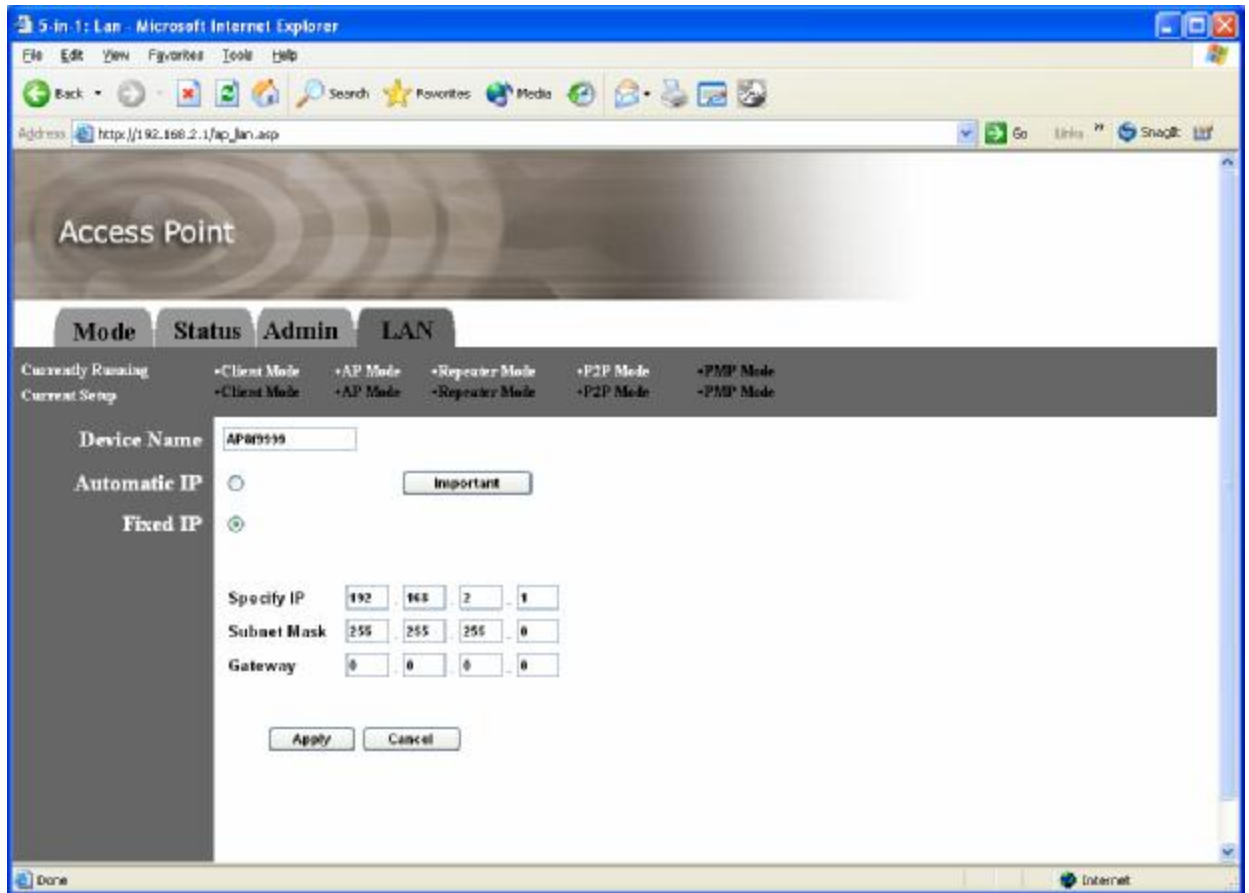 5-in-1: Lan - Microsoft Internet Explorer
File Edit View Favorites Tools Help
Back Search Favorites Media
Address http://192.168.2.1/ap_lan.asp Go Links » SnagIt
Access Point
Mode Status Admin LAN
Currently Running •Client Mode •AP Mode •Repeater Mode •P2P Mode •PMP Mode
Current Setup •Client Mode •AP Mode •Repeater Mode •P2P Mode •PMP Mode
Device Name
Automatic IP Important
Fixed IP
Specify IP 192 . 168 . 2 . 1
Subnet Mask 255 . 255 . 255 . 0
Gateway 0 . 0 . 0 . 0
Apply Cancel
Done Internet